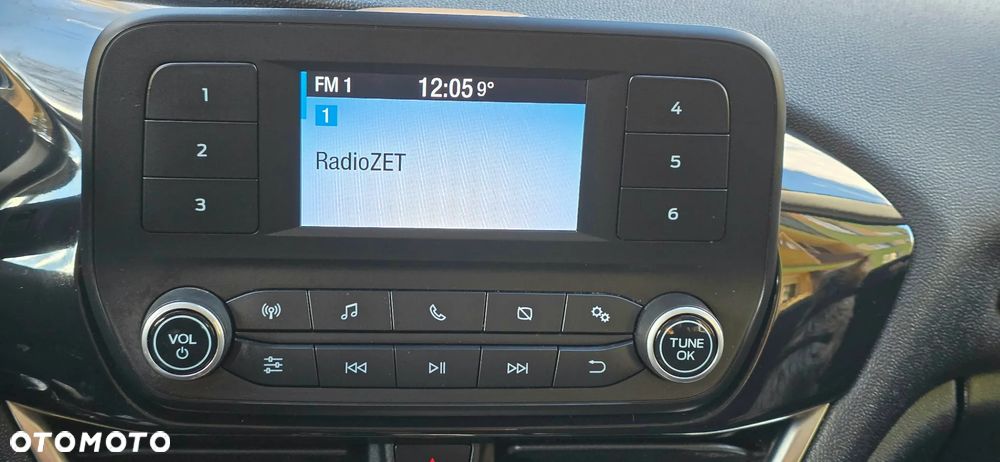 FM 1 12:05 9°
1
RadioZET
1
2
3
4
5
6
VOL
TUNE
OK
OTOMOTO